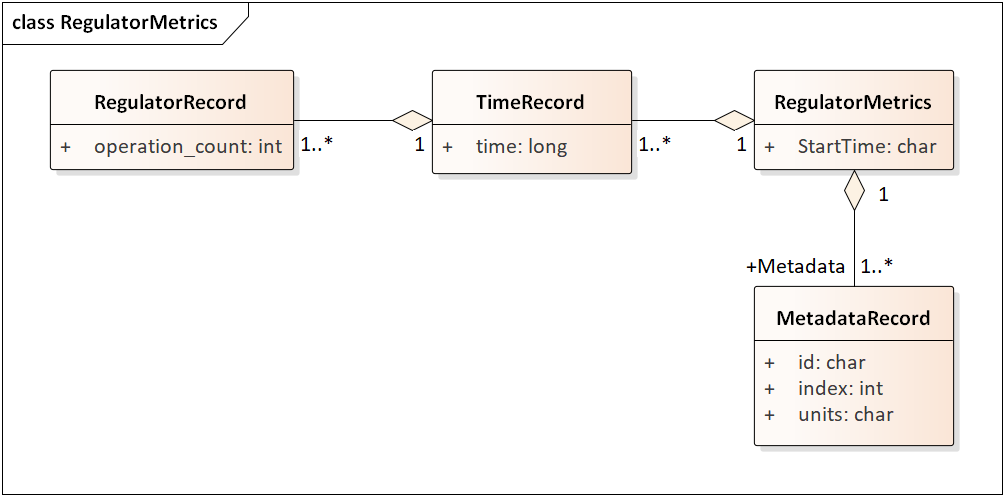 class RegulatorMetrics
RegulatorRecord
+ operation_count: int
1..*
1
TimeRecord
+ time: long
1..*
1
RegulatorMetrics
+ StartTime: char
1
+Metadata
1..*
MetadataRecord
+ id: char
+ index: int
+ units: char